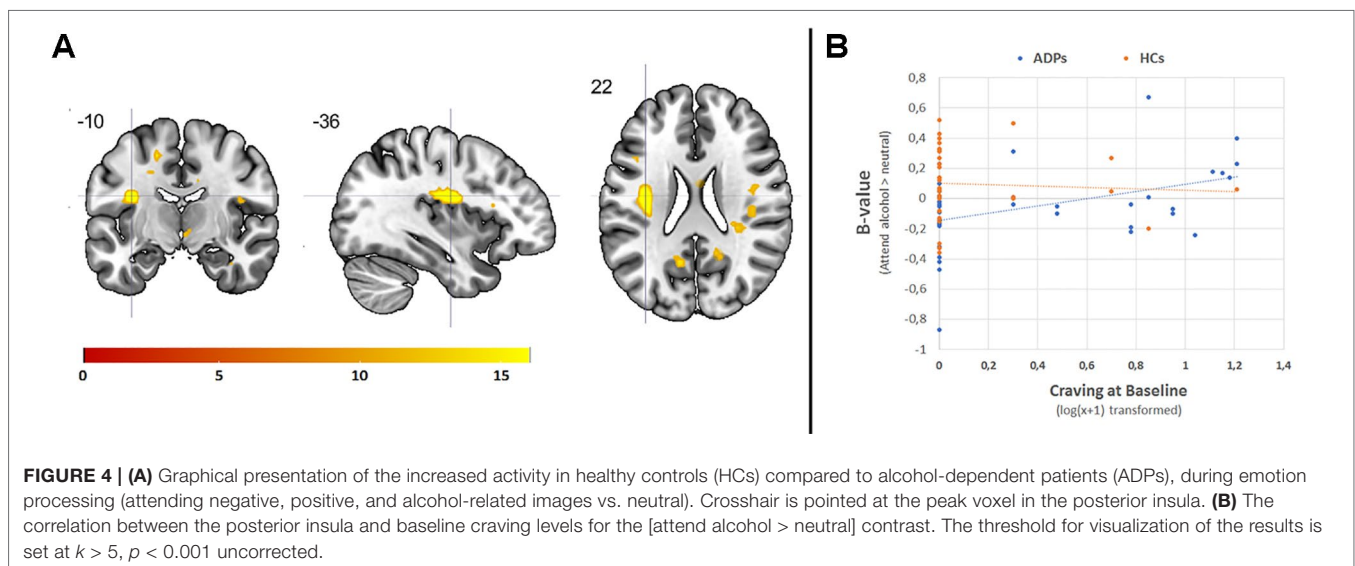 A
-10
-36
22
0 5 10 15
B
ADPs HCs
B-value
(Attend alcohol > neutral)
0,8
0,6
0,4
0,2
0
-0,2
-0,4
-0,6
-0,8
-1
0 0,2 0,4 0,6 0,8 1 1,2 1,4
Craving at Baseline
(log(x+1) transformed)
FIGURE 4 | (A) Graphical presentation of the increased activity in healthy controls (HCs) compared to alcohol-dependent patients (ADPs), during emotion
processing (attending negative, positive, and alcohol-related images vs. neutral). Crosshair is pointed at the peak voxel in the posterior insula. (B) The
correlation between the posterior insula and baseline craving levels for the [attend alcohol > neutral] contrast. The threshold for visualization of the results is
set at k > 5, p < 0.001 uncorrected.